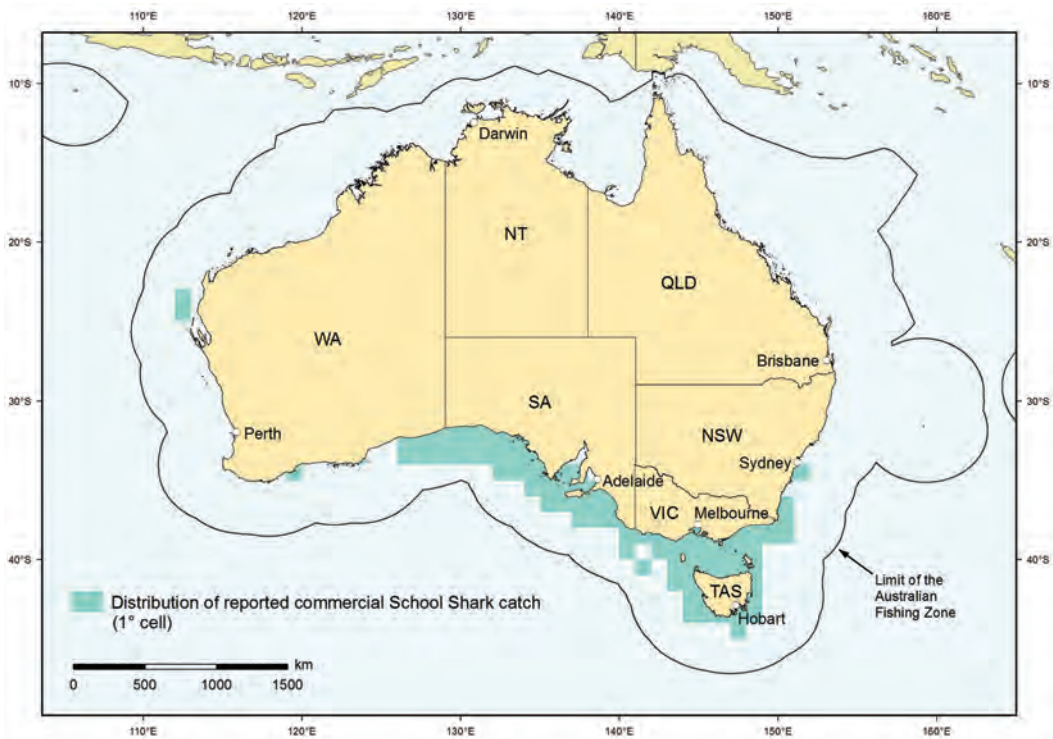 110°E 120°E 130°E 140°E 150°E 160°E
10°S 10°S
Darwin
NT
20°S 20°S
QLD
WA
Brisbane
SA
30°S 30°S
Perth
NSW
Sydney
Adelaide
VIC
Melbourne
40°S 40°S
TAS
Hobart
Limit of the
Australian
Fishing Zone
Distribution of reported commercial School Shark catch
(1° cell)
km
0 500 1000 1500
110°E 120°E 130°E 140°E 150°E 160°E